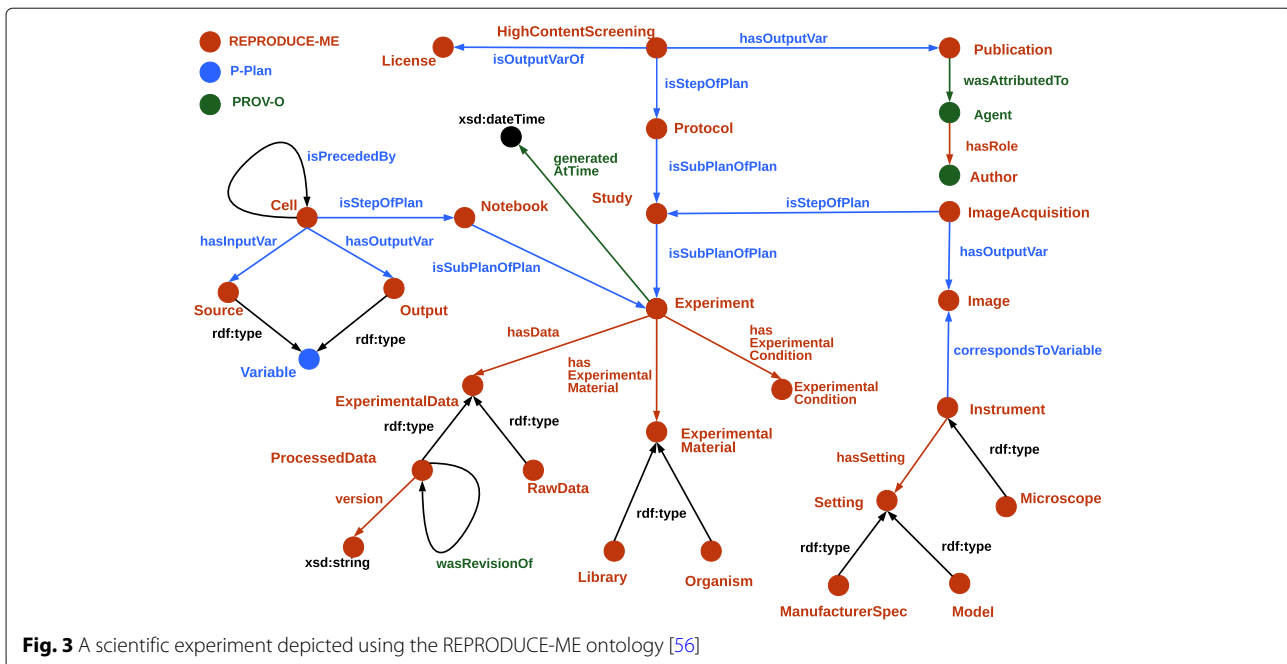 REPRODUCE-ME
P-Plan
PROV-O
HighContentScreening
License
isOutputVarOf
hasOutputVar
Publication
wasAttributedTo
Agent
hasRole
Author
isStepOfPlan
Protocol
isSubPlanOfPlan
xsd:dateTime
generated
AtTime
Study
isStepOfPlan
ImageAcquisition
hasOutputVar
Image
correspondsToVariable
isPrecededBy
Cell
isStepOfPlan
Notebook
hasInputVar
hasOutputVar
isSubPlanOfPlan
isSubPlanOfPlan
Source
Output
rdf:type
rdf:type
Variable
Experiment
hasData
has
Experimental
Material
has
Experimental
Condition
Experimental
Condition
ExperimentalData
rdf:type
rdf:type
ProcessedData
RawData
version
xsd:string
wasRevisionOf
Experimental
Material
rdf:type
Library
Organism
Instrument
hasSetting
rdf:type
Setting
Microscope
rdf:type
rdf:type
ManufacturerSpec
Model
Fig. 3 A scientific experiment depicted using the REPRODUCE-ME ontology [56]